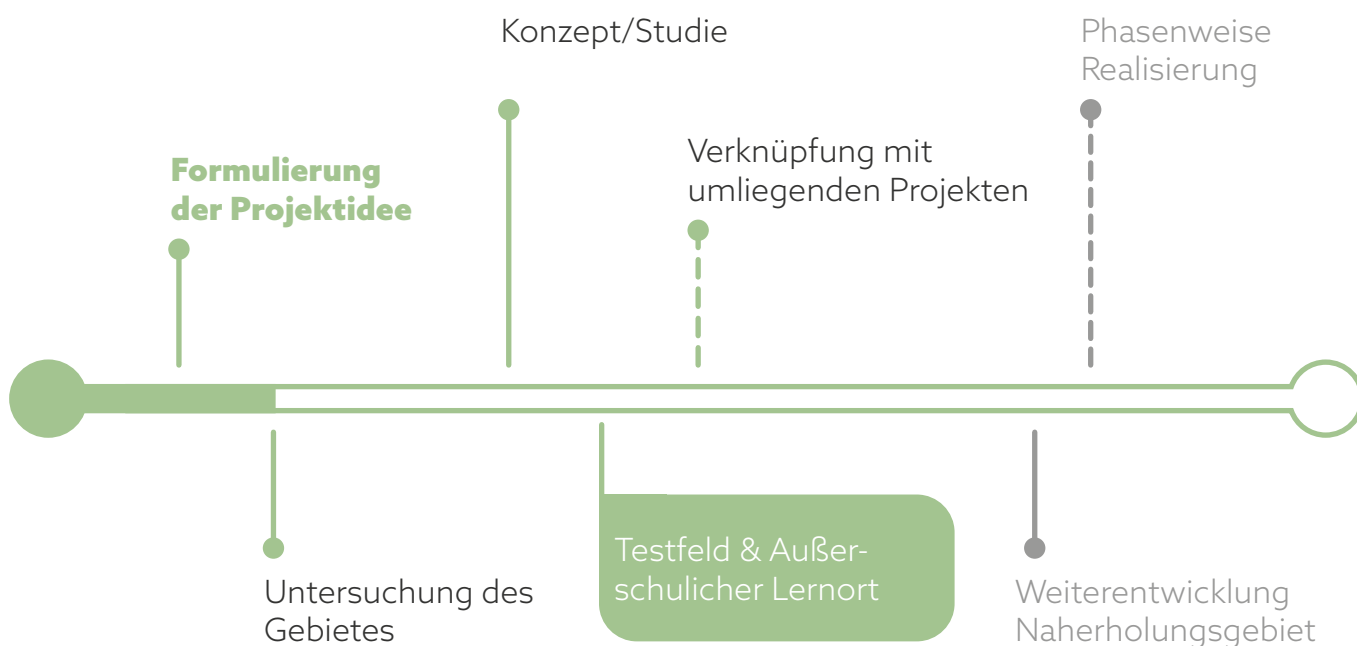 Konzept/Studie
Phasenweise
Realisierung
Formulierung
der Projektidee
Verknüpfung mit
umliegenden Projekten
Testfeld & Außer-
schulicher Lernort
Untersuchung des
Gebietes
Weiterentwicklung
Naherholungsgebiet